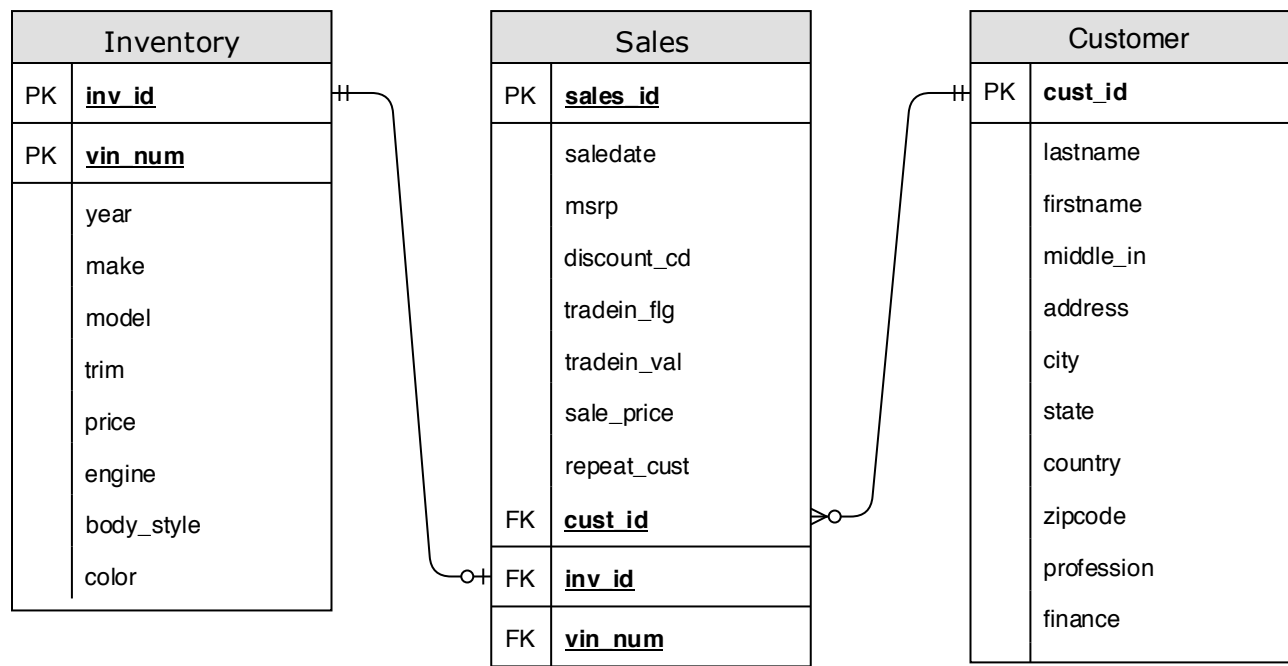 Inventory
PK inv_id
PK vin_num
year
make
model
trim
price
engine
body_style
color
Sales
PK sales_id
saledate
msrp
discount_cd
tradein_flg
tradein_val
sale_price
repeat_cust
FK cust_id
FK inv_id
FK vin_num
Customer
PK cust_id
lastname
firstname
middle_in
address
city
state
country
zipcode
profession
finance